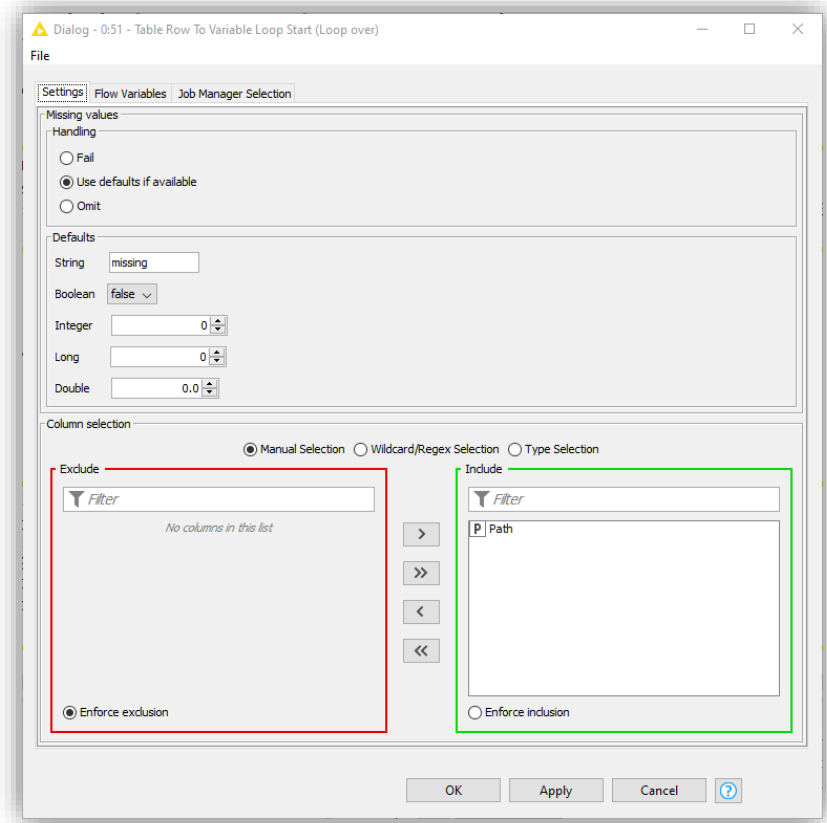 Dialog - 0:51 - Table Row To Variable Loop Start (Loop over)
File
Settings Flow Variables Job Manager Selection
Missing values
Handling
Fail
Use defaults if available
Omit
Defaults
String missing
Boolean false
Integer 0
Long 0
Double 0.0
Column selection
Manual Selection Wildcard/Regex Selection Type Selection
Exclude Include
Filter Filter
No columns in this list P Path
>
>>
<
<<
Enforce exclusion Enforce inclusion
OK Apply Cancel ?